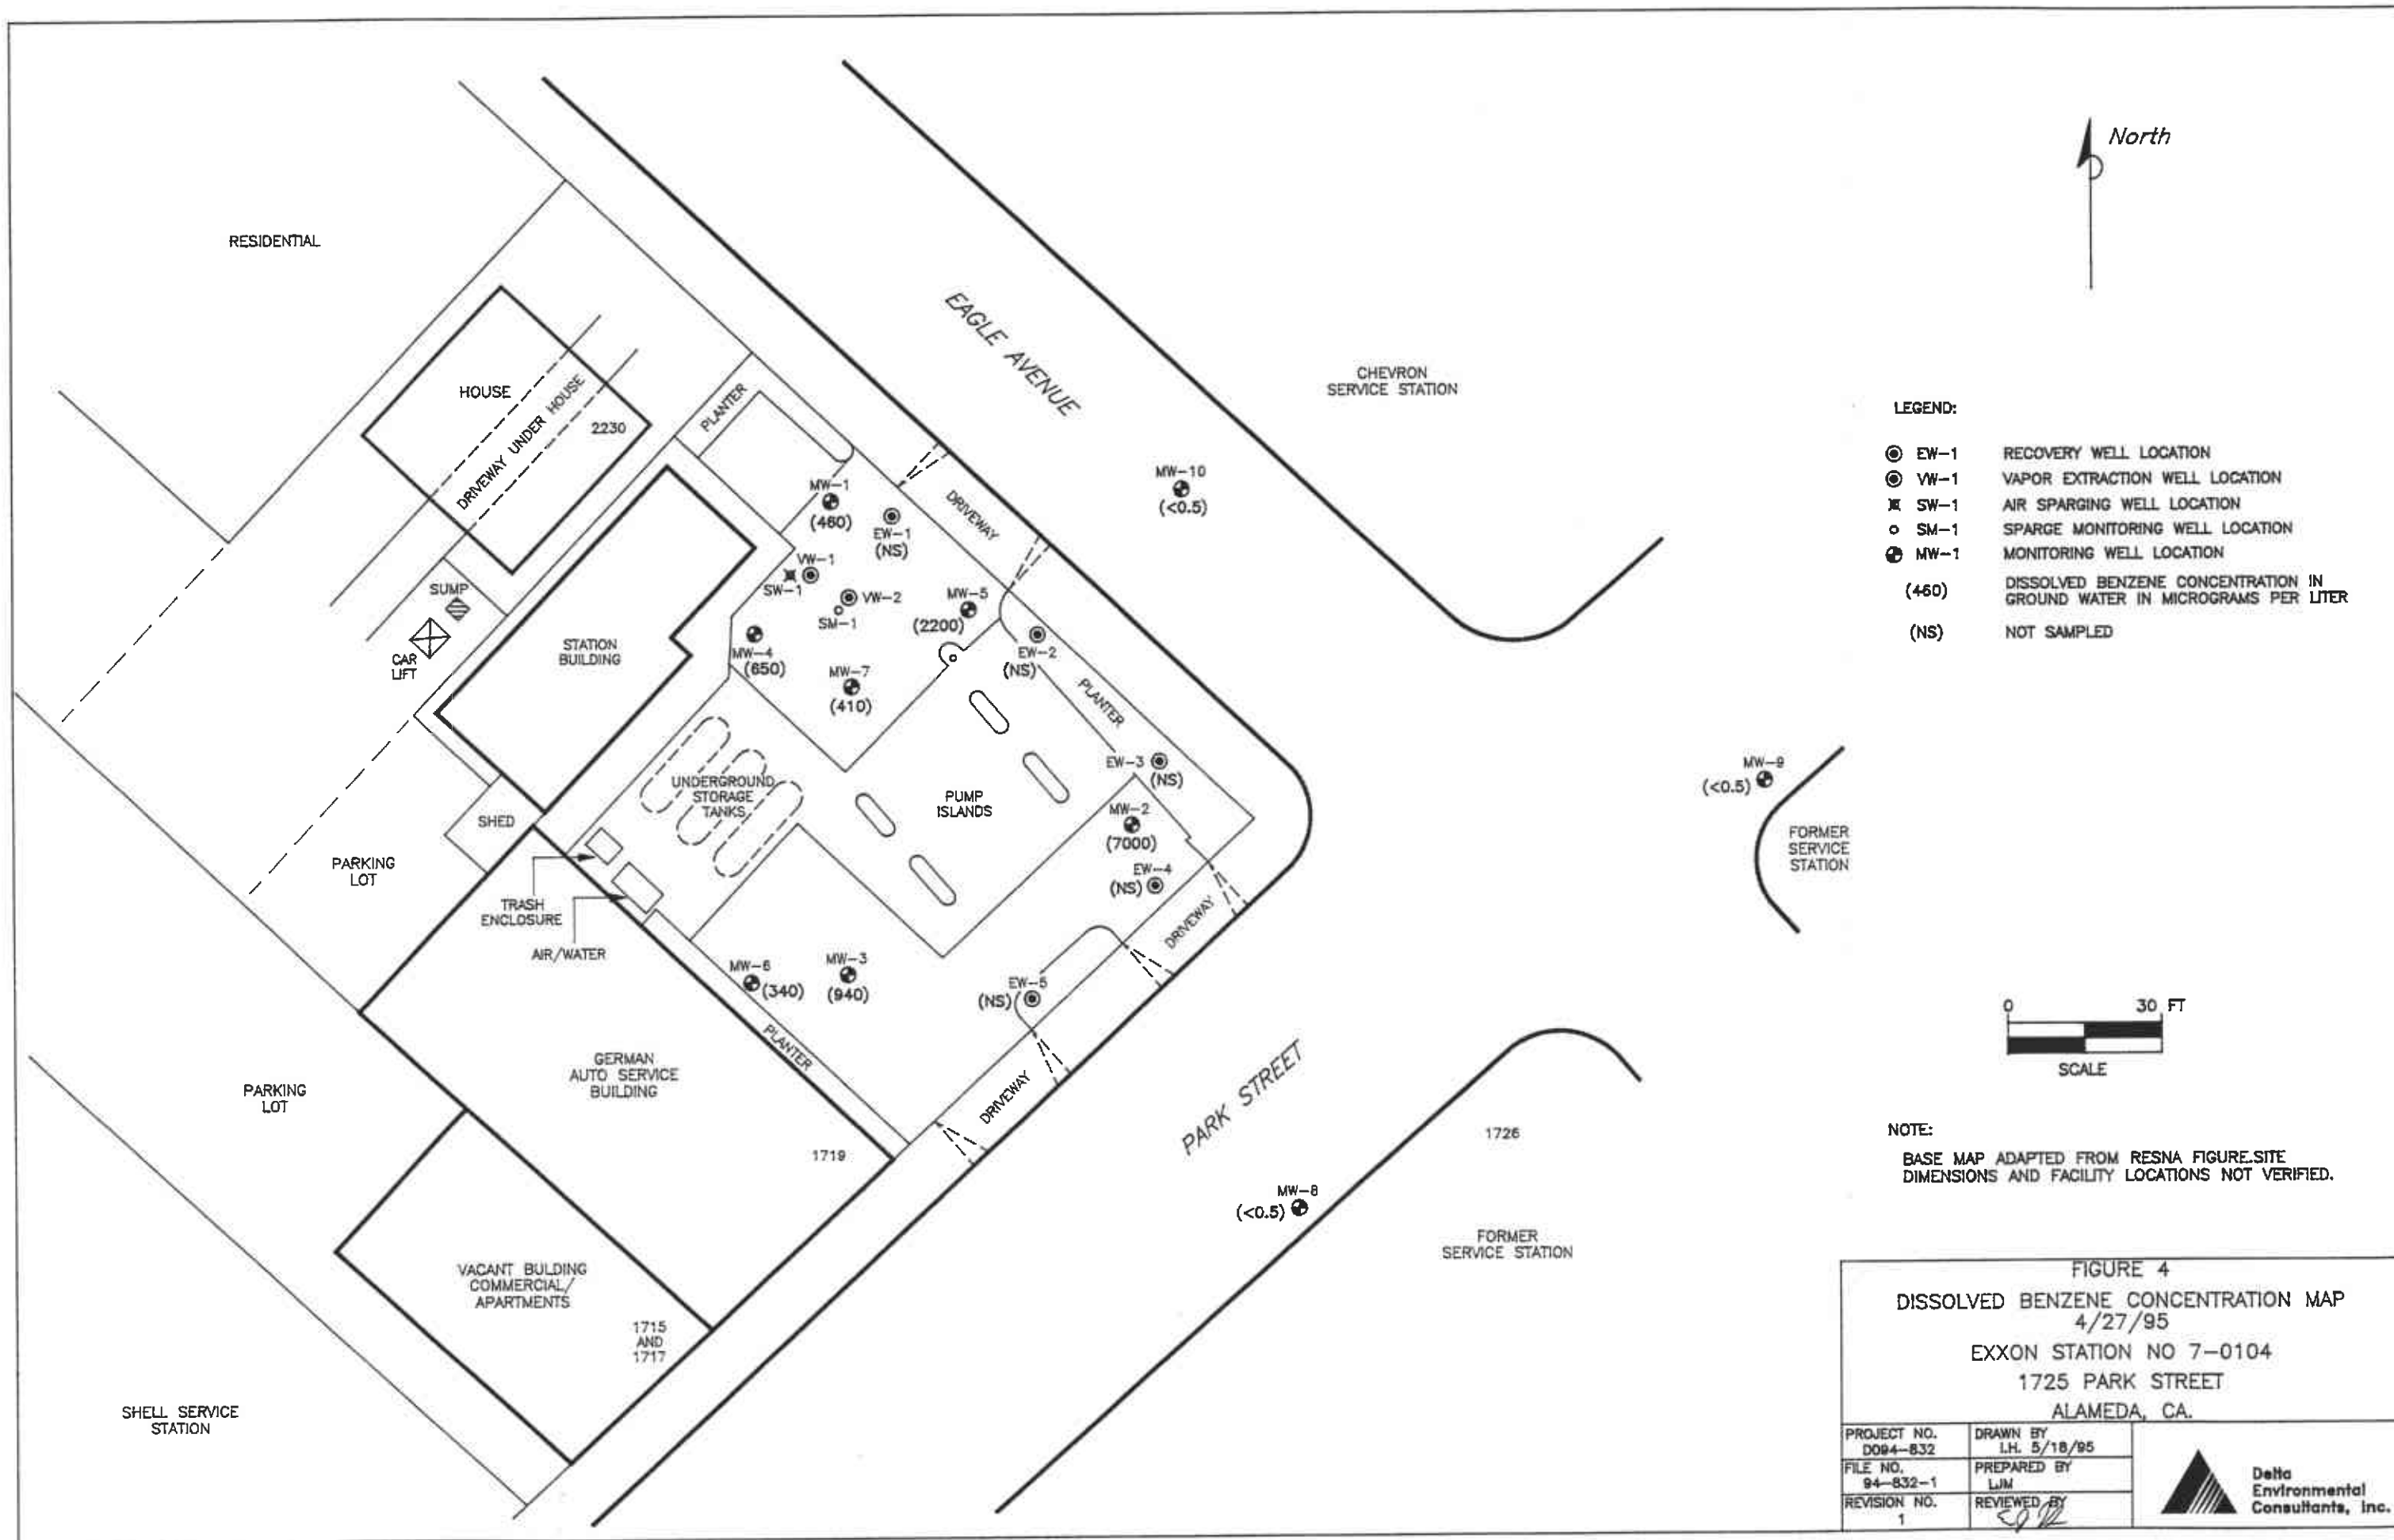 RESIDENTIAL
HOUSE
DRIVEWAY UNDER HOUSE
2230
PLANTER
EAGLE AVENUE
CHEVRON
SERVICE STATION
North
MW-1
(460)
EW-1
(NS)
DRIVEWAY
MW-10
(<0.5)
VW-1
SW-1
VW-2
SM-1
MW-5
(2200)
MW-4
(650)
MW-7
(410)
EW-2
(NS)
PLANTER
SUMP
CAR
LIFT
STATION
BUILDING
UNDERGROUND
STORAGE
TANKS
PUMP
ISLANDS
EW-3
(NS)
MW-2
(7000)
EW-4
(NS)
MW-9
(<0.5)
FORMER
SERVICE
STATION
SHED
PARKING
LOT
TRASH
ENCLOSURE
AIR/WATER
MW-6
(340)
MW-3
(940)
EW-5
(NS)
DRIVEWAY
PLANTER
DRIVEWAY
PARK STREET
GERMAN
AUTO SERVICE
BUILDING
1719
PARKING
LOT
1726
MW-8
(<0.5)
FORMER
SERVICE STATION
VACANT BULDING
COMMERCIAL/
APARTMENTS
1715
AND
1717
SHELL SERVICE
STATION
LEGEND:
EW-1 RECOVERY WELL LOCATION
VW-1 VAPOR EXTRACTION WELL LOCATION
SW-1 AIR SPARGING WELL LOCATION
SM-1 SPARGE MONITORING WELL LOCATION
MW-1 MONITORING WELL LOCATION
(460) DISSOLVED BENZENE CONCENTRATION IN
GROUND WATER IN MICROGRAMS PER LITER
(NS) NOT SAMPLED
0 30 FT
SCALE
NOTE:
BASE MAP ADAPTED FROM RESNA FIGURE.SITE
DIMENSIONS AND FACILITY LOCATIONS NOT VERIFIED.
FIGURE 4
DISSOLVED BENZENE CONCENTRATION MAP
4/27/95
EXXON STATION NO 7-0104
1725 PARK STREET
ALAMEDA, CA.
PROJECT NO.
D094-832
DRAWN BY
I.H. 5/18/95
FILE NO.
94-832-1
PREPARED BY
LJM
REVISION NO.
1
REVIEWED BY
Delta
Environmental
Consultants, Inc.